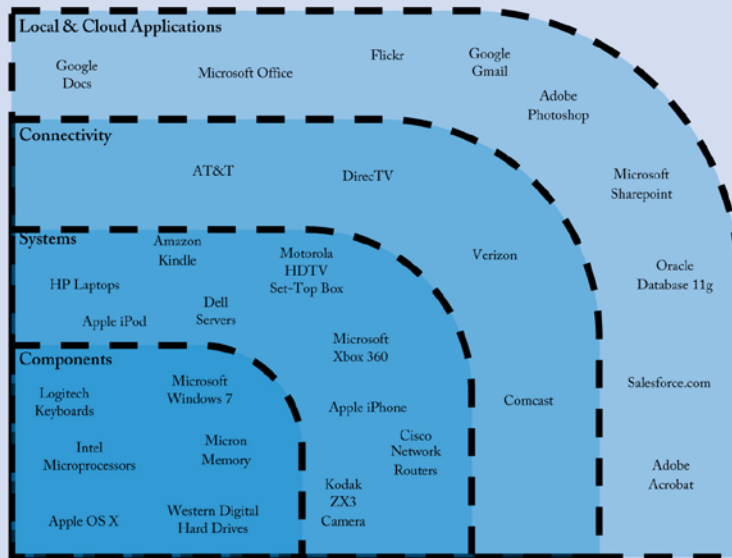 Local & Cloud Applications
Google
Docs
Microsoft Office
Flickr
Google
Gmail
Adobe
Photoshop
Microsoft
Sharepoint
Oracle
Database 11g
Salesforce.com
Adobe
Acrobat
Connectivity
AT&T
DirecTV
Verizon
Comcast
Systems
Amazon
Kindle
Motorola
HDTV
Set-Top Box
HP Laptops
Apple iPod
Dell
Servers
Microsoft
Xbox 360
Apple iPhone
Cisco
Network
Routers
Kodak
ZX3
Camera
Components
Logitech
Keyboards
Microsoft
Windows 7
Intel
Microprocessors
Micron
Memory
Apple OS X
Western Digital
Hard Drives